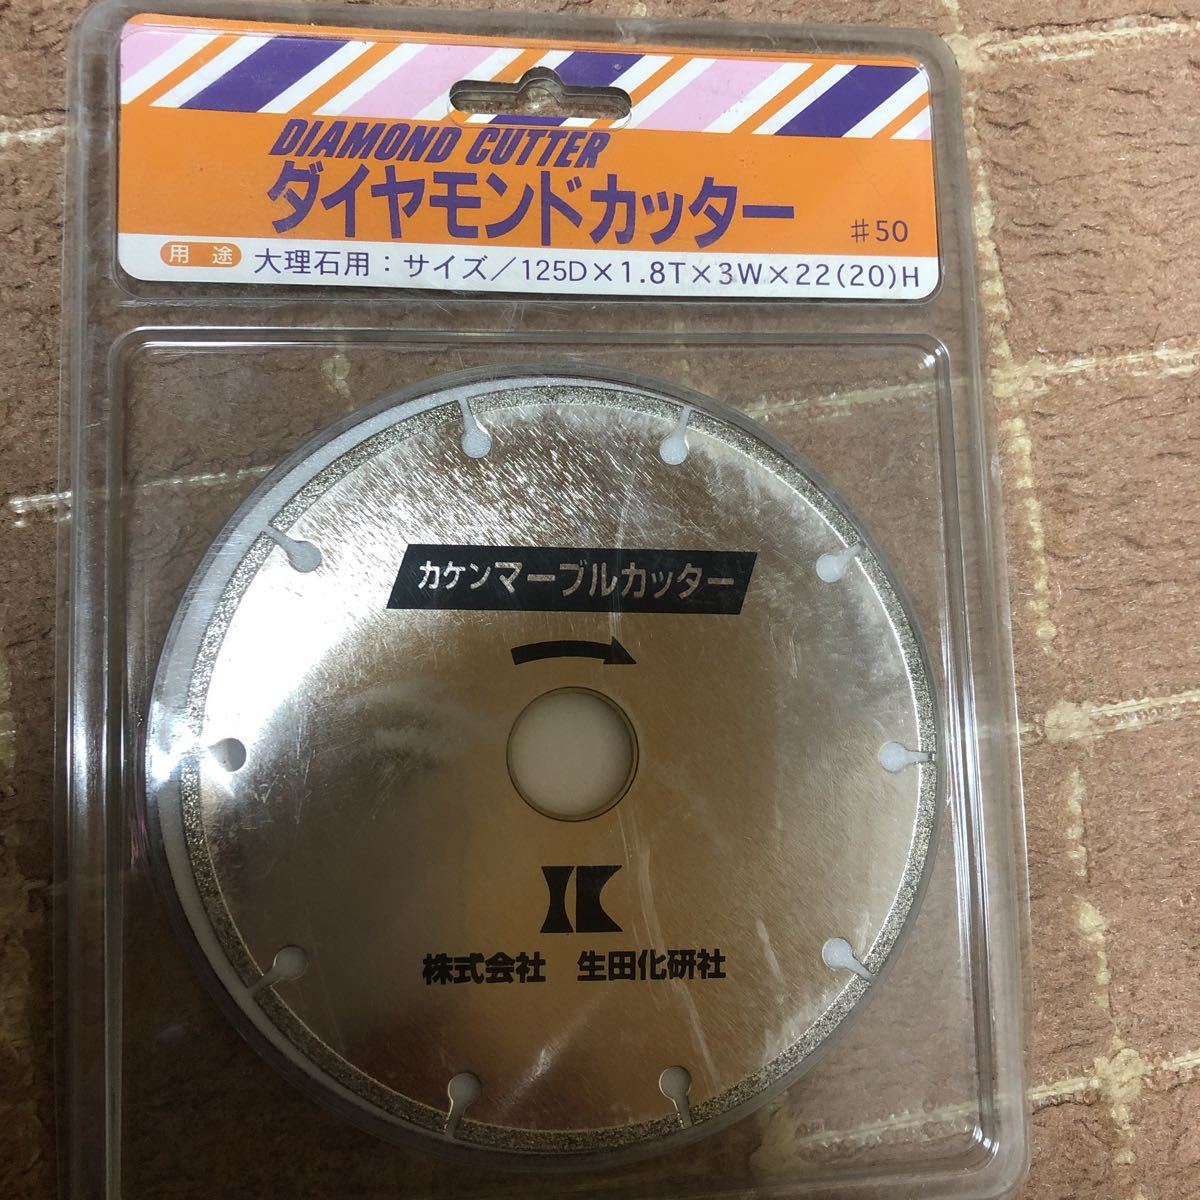 DIAMOND CUTTER
ダイヤモンドカッター
♯50
用途 大理石用：サイズ／125D×1.8T×3W×22(20)H
カケンマーブルカッター
株式会社 生田化研社